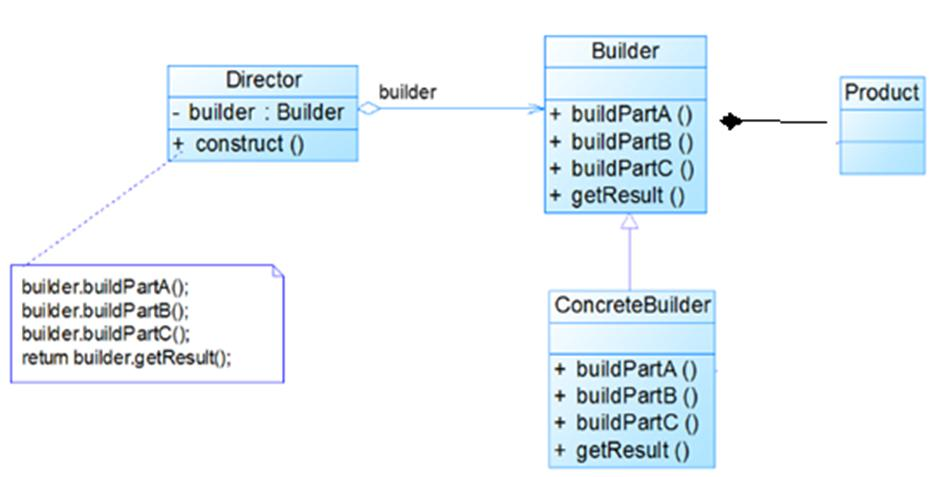 Director
- builder : Builder
+ construct ()
builder
Builder
+ buildPartA ()
+ buildPartB ()
+ buildPartC ()
+ getResult ()
Product
builder.buildPartA();
builder.buildPartB();
builder.buildPartC();
return builder.getResult();
ConcreteBuilder
+ buildPartA ()
+ buildPartB ()
+ buildPartC ()
+ getResult ()